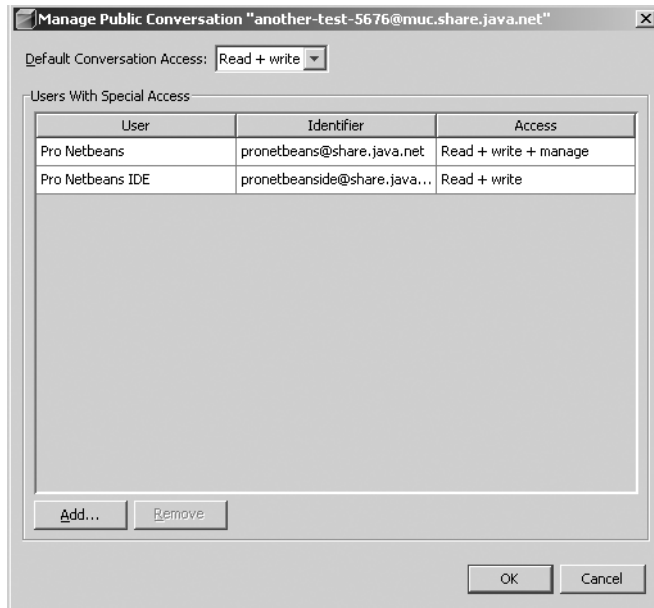 Manage Public Conversation "another-test-5676@muc.share.java.net"
Default Conversation Access: Read + write
Users With Special Access
User Identifier Access
Pro Netbeans pronetbeans@share.java.net Read + write + manage
Pro Netbeans IDE pronetbeanside@share.java... Read + write
Add... Remove
OK Cancel